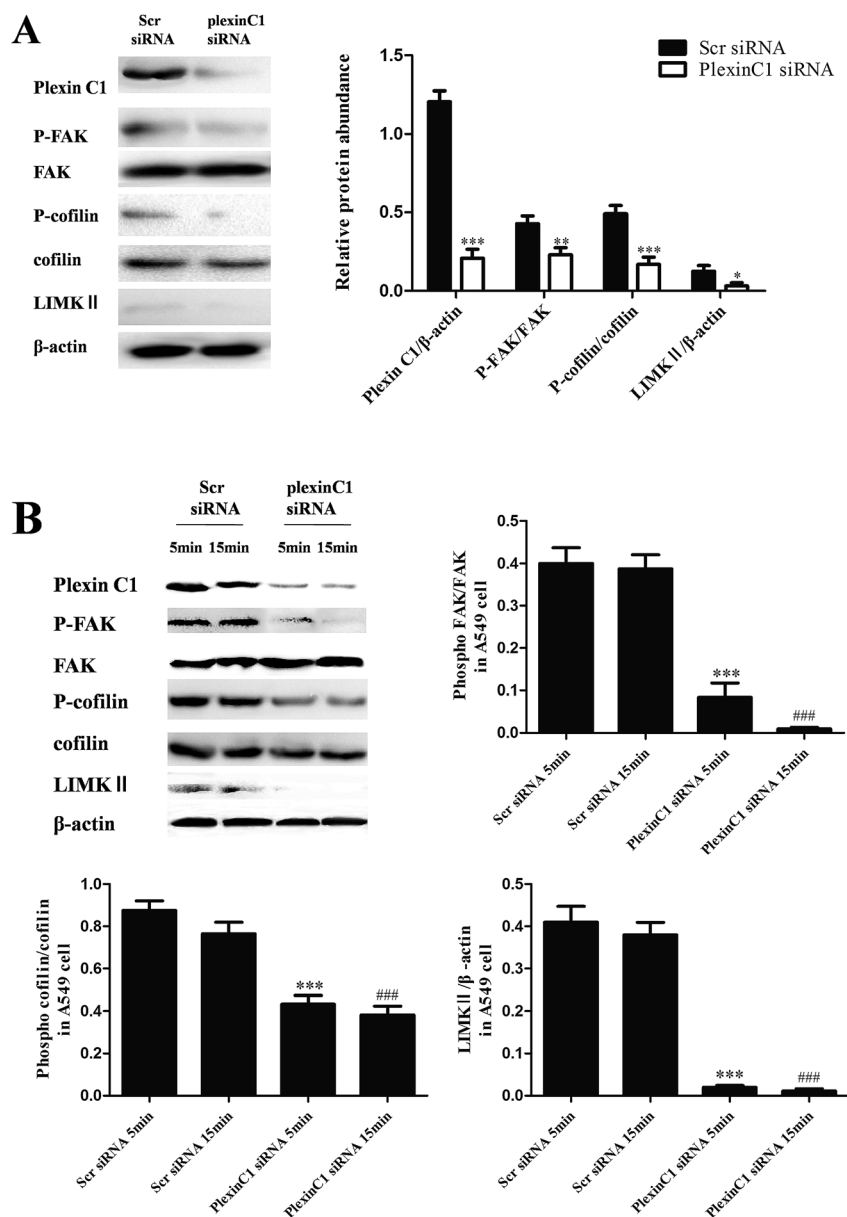 A
Scr siRNA
plexinC1 siRNA
Plexin C1
P-FAK
FAK
P-cofilin
cofilin
LIMK Ⅱ
β-actin
Relative protein abundance
1.5
1.0
0.5
0.0
Scr siRNA
PlexinC1 siRNA
***
**
***
*
Plexin C1/β-actin
P-FAK/FAK
P-cofilin/cofilin
LIMK Ⅱ/β-actin
B
Scr siRNA
plexinC1 siRNA
5min 15min 5min 15min
Plexin C1
P-FAK
FAK
P-cofilin
cofilin
LIMK Ⅱ
β-actin
Phospho FAK/FAK
in A549 cell
0.5
0.4
0.3
0.2
0.1
0.0
***
###
Scr siRNA 5min
Scr siRNA 15min
PlexinC1 siRNA 5min
PlexinC1 siRNA 15min
Phospho cofilin/cofilin
in A549 cell
1.0
0.8
0.6
0.4
0.2
0.0
***
###
Scr siRNA 5min
Scr siRNA 15min
PlexinC1 siRNA 5min
PlexinC1 siRNA 15min
LIMKⅡ/β -actin
in A549 cell
0.5
0.4
0.3
0.2
0.1
0.0
***
###
Scr siRNA 5min
Scr siRNA 15min
PlexinC1 siRNA 5min
PlexinC1 siRNA 15min